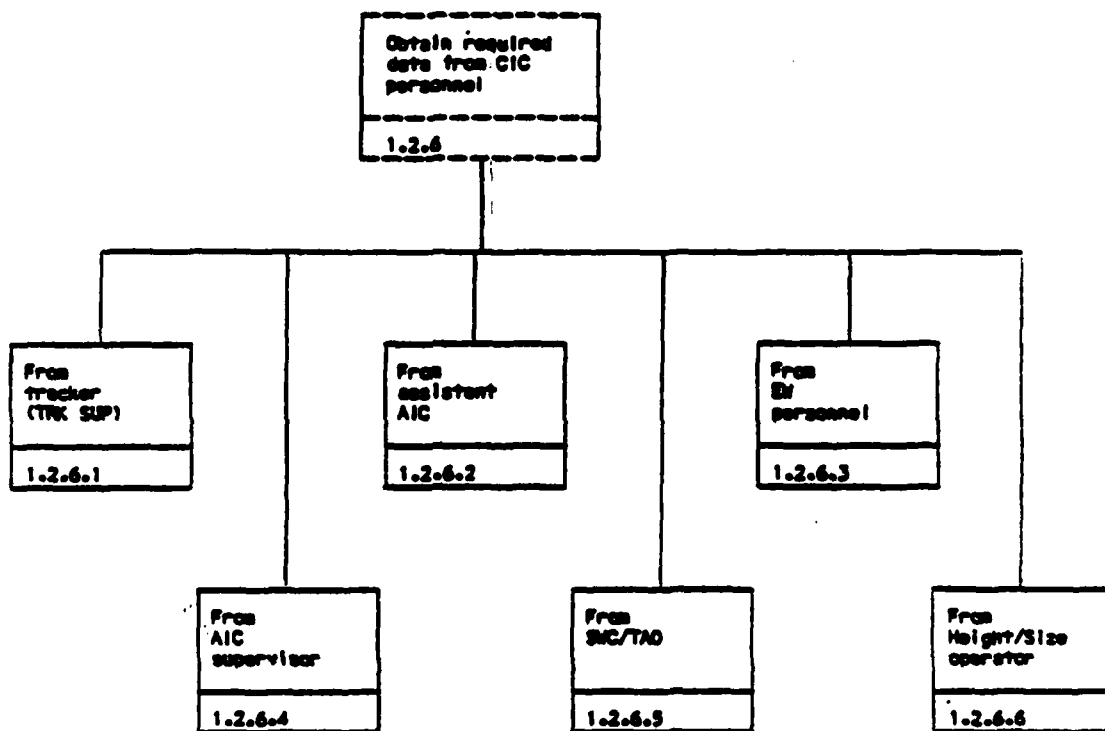 Obtain required
data from CIC
personnel
1.2.6
From
tracker
(TRK SUP)
1.2.6.1
From
assistant
AIC
1.2.6.2
From
EW
personnel
1.2.6.3
From
AIC
supervisor
1.2.6.4
From
SWC/TAO
1.2.6.5
From
Height/Size
operator
1.2.6.6